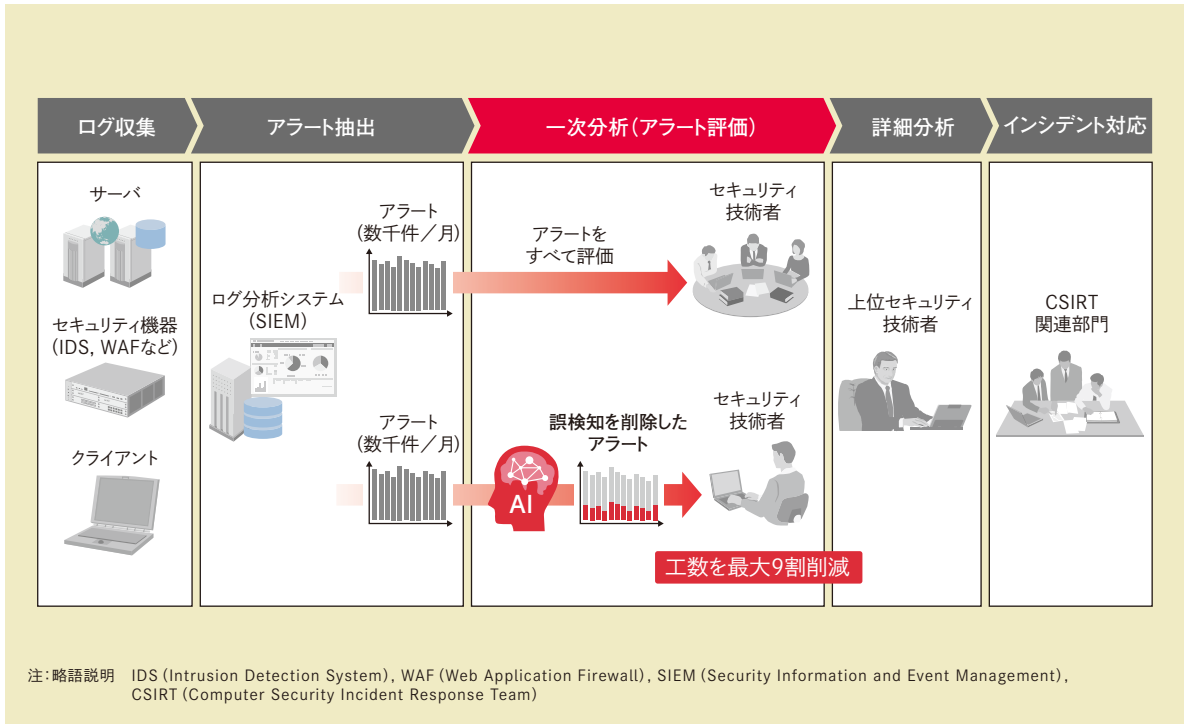 ログ収集
アラート抽出
一次分析（アラート評価）
詳細分析
インシデント対応
サーバ
セキュリティ機器
（IDS, WAFなど）
クライアント
ログ分析システム
（SIEM）
アラート
（数千件／月）
アラート
（数千件／月）
アラートを
すべて評価
セキュリティ
技術者
AI
誤検知を削除した
アラート
セキュリティ
技術者
工数を最大9割削減
上位セキュリティ
技術者
CSIRT
関連部門
注：略語説明　IDS（Intrusion Detection System）, WAF（Web Application Firewall）, SIEM（Security Information and Event Management）,
CSIRT（Computer Security Incident Response Team）